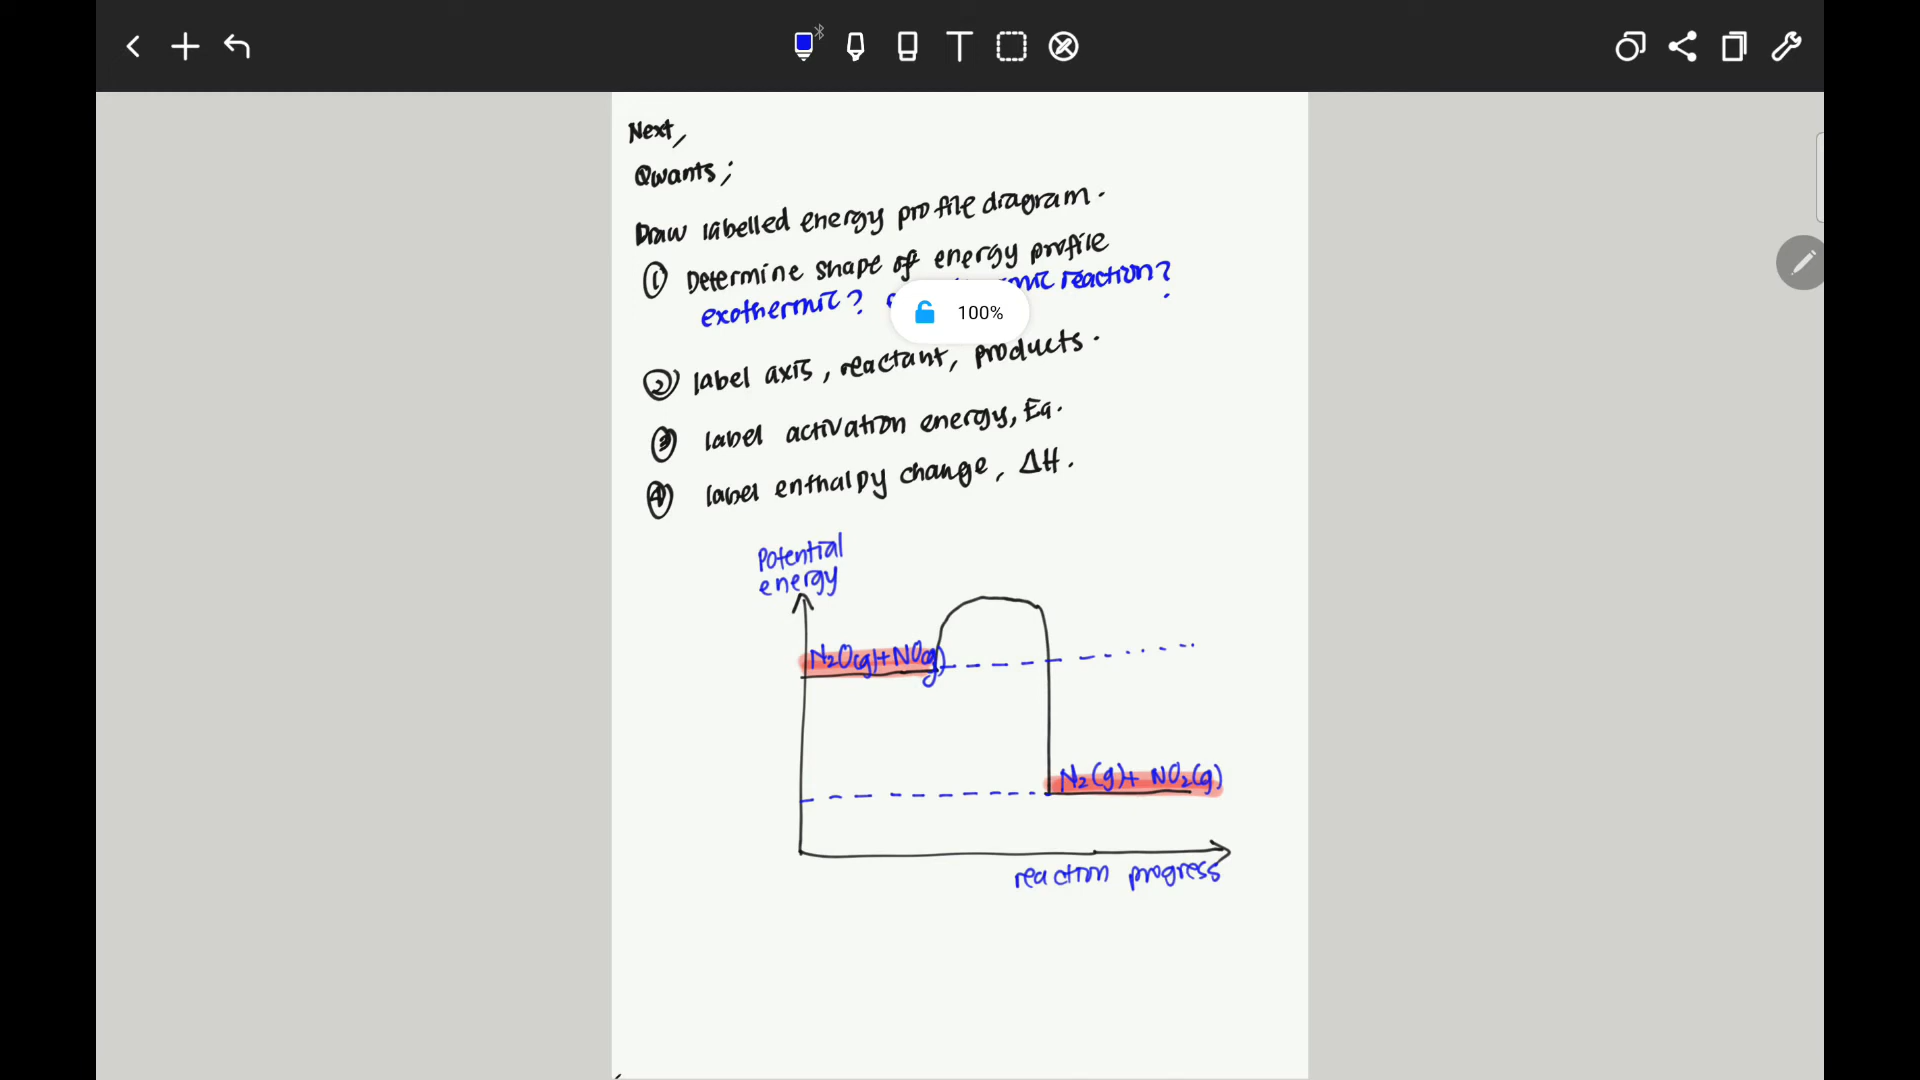 Next,
Qwants;
Draw labelled energy profile diagram.
① Determine shape of energy profile
exothermic? reaction?
100%
② label axis, reactant, products.
③ label activation energy, Ea.
④ label enthalpy change, ΔH.
Potential
energy
N₂O(g)+NO(g)
N₂(g)+ NO₂(g)
reaction progress